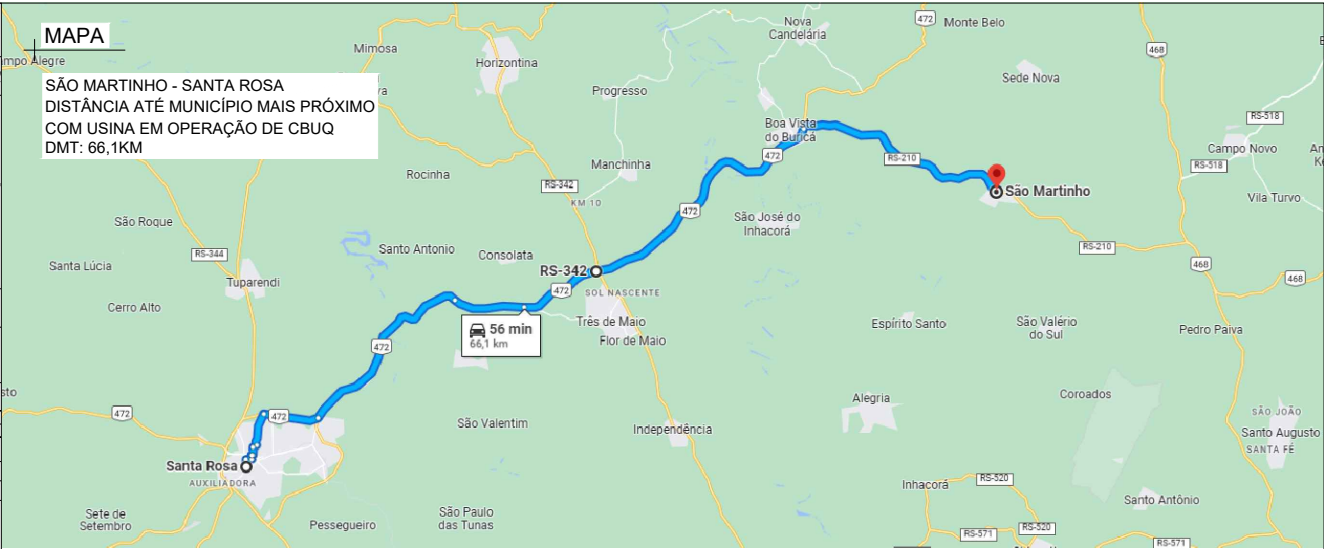 MAPA
SÃO MARTINHO - SANTA ROSA
DISTÂNCIA ATÉ MUNICÍPIO MAIS PRÓXIMO
COM USINA EM OPERAÇÃO DE CBUQ
DMT: 66,1KM
Alegre
Mimosa
Horizontina
Nova
Candelária
472
Monte Belo
468
Sede Nova
Progresso
Boa Vista
do Buricá
472
RS-518
Campo Novo
RS-518
RS-210
Manchinha
Rocinha
RS-342
KM 10
São Martinho
Vila Turvo
472
São José do
Inhacorá
São Roque
Santo Antonio
Consolata
RS-344
RS-210
Santa Lúcia
Tuparendi
RS-342
468
468
472
SOL NASCENTE
Cerro Alto
56 min
66,1 km
Três de Maio
Flor de Maio
Espírito Santo
São Valério
do Sul
Pedro Paiva
472
472
472
Alegria
Coroados
São Valentim
Independência
SÃO JOÃO
Santo Augusto
SANTA FÉ
Santa Rosa
AUXILIADORA
Inhacorá
RS-520
Santo Antônio
Sete de
Setembro
Pessegueiro
São Paulo
das Tunas
RS-571
RS-520
RS-571